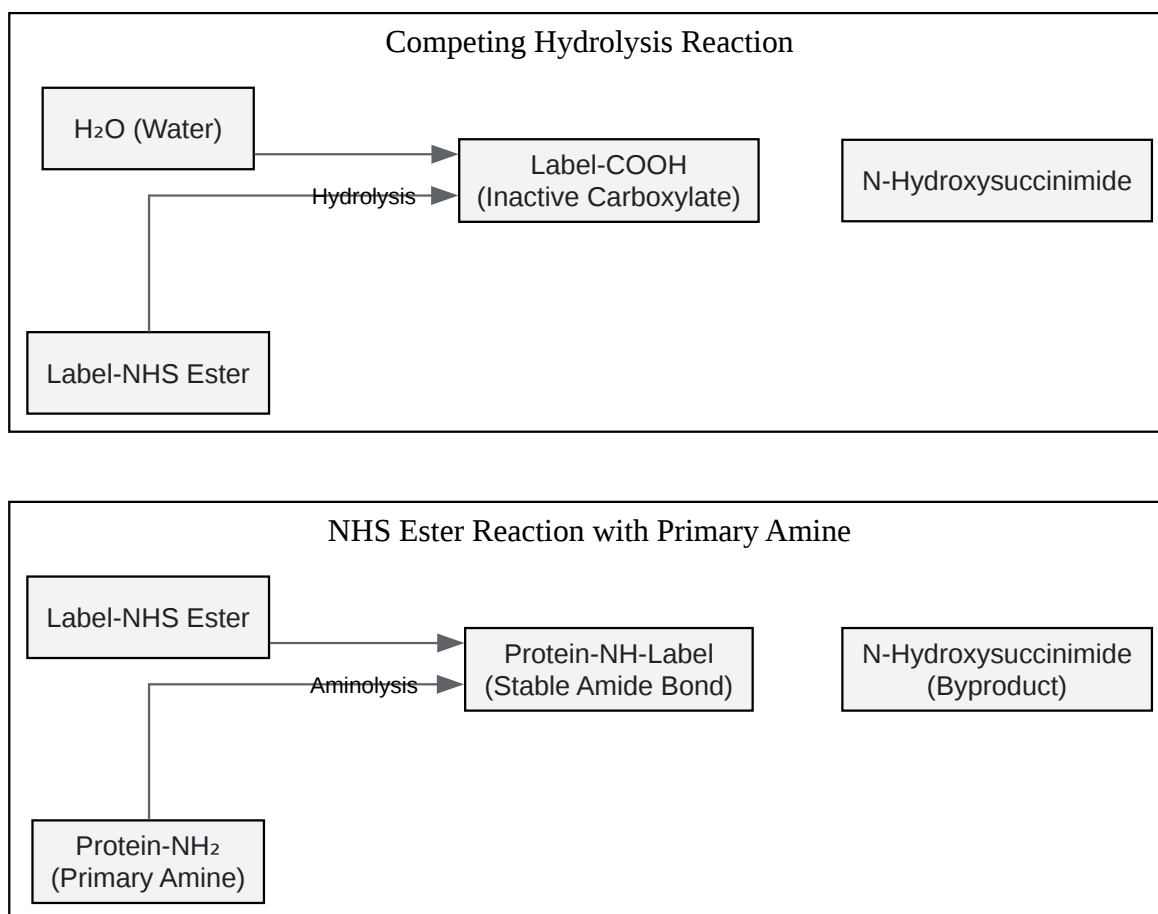 Competing Hydrolysis Reaction
H₂O (Water)
Label-COOH
(Inactive Carboxylate)
N-Hydroxysuccinimide
Hydrolysis
Label-NHS Ester
NHS Ester Reaction with Primary Amine
Label-NHS Ester
Protein-NH-Label
(Stable Amide Bond)
N-Hydroxysuccinimide
(Byproduct)
Aminolysis
Protein-NH₂
(Primary Amine)